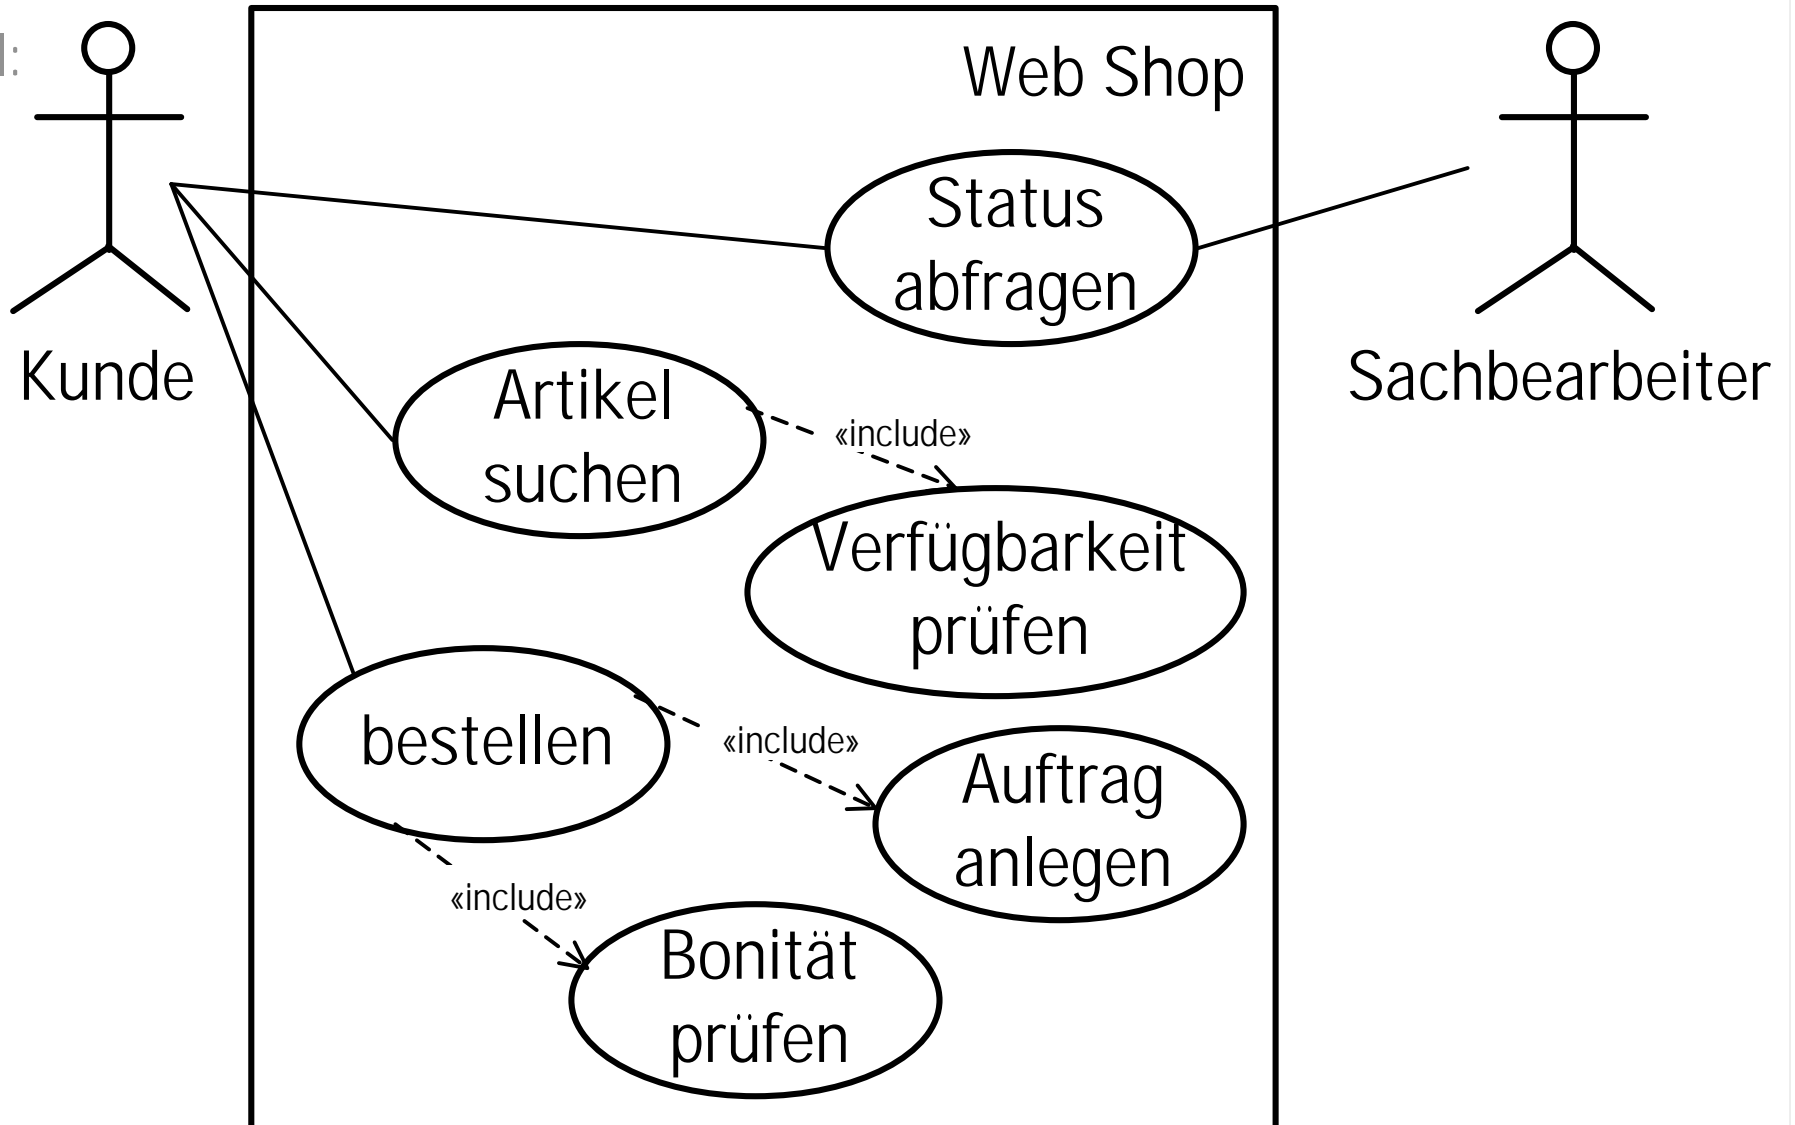 Web Shop
Status
abfragen
Kunde
Sachbearbeiter
Artikel
suchen
«include»
Verfügbarkeit
prüfen
bestellen
«include»
Auftrag
anlegen
«include»
Bonität
prüfen